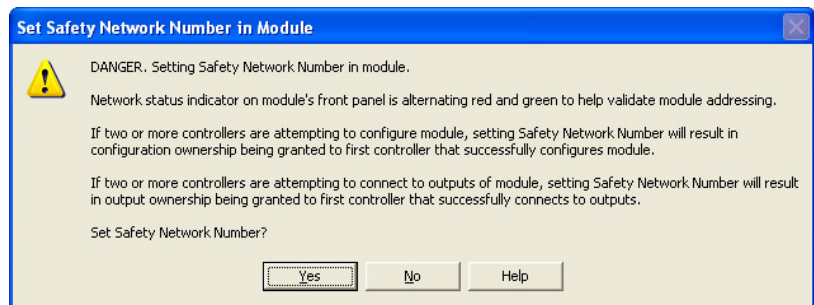 Set Safety Network Number in Module
DANGER. Setting Safety Network Number in module.
Network status indicator on module's front panel is alternating red and green to help validate module addressing.
If two or more controllers are attempting to configure module, setting Safety Network Number will result in
configuration ownership being granted to first controller that successfully configures module.
If two or more controllers are attempting to connect to outputs of module, setting Safety Network Number will result
in output ownership being granted to first controller that successfully connects to outputs.
Set Safety Network Number?
Yes No Help